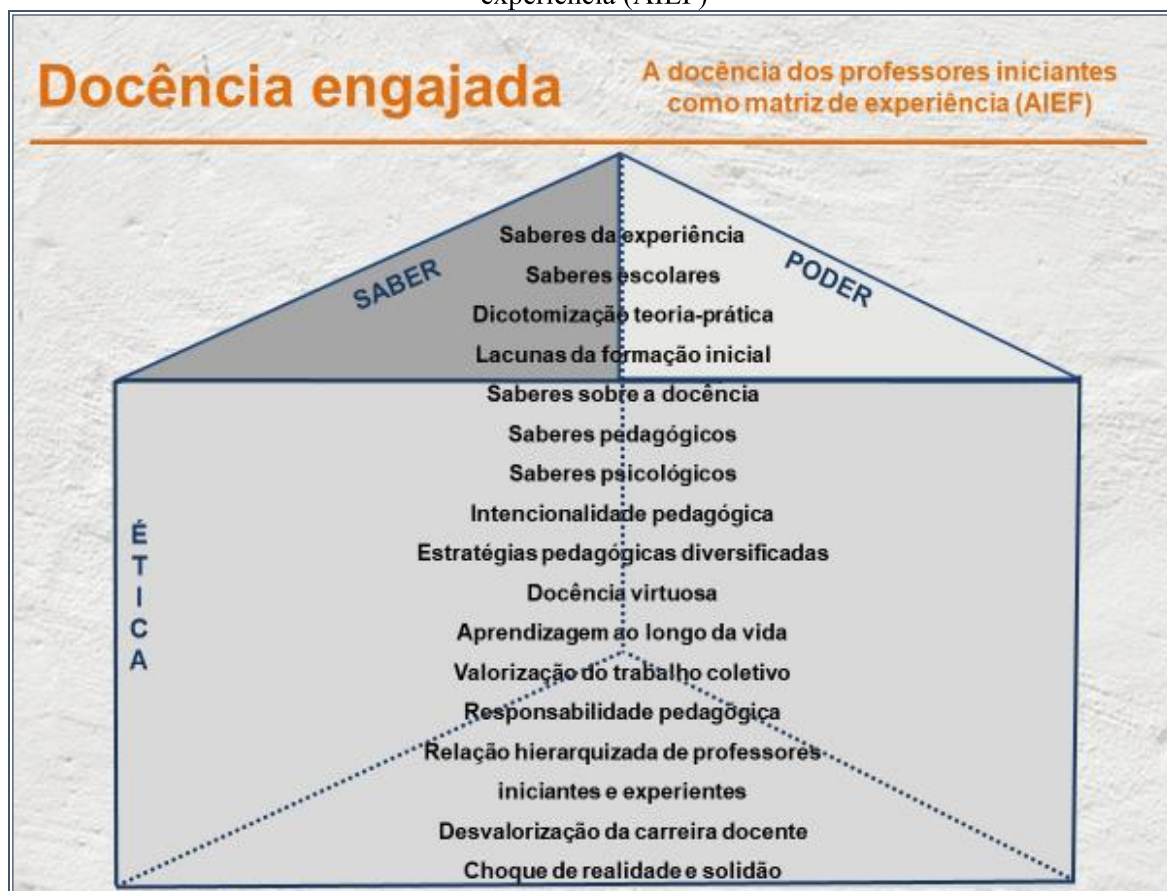 experiência (AIEF)
Docência engajada
A docência dos professores iniciantes
como matriz de experiência (AIEF)
SABER
PODER
Saberes da experiência
Saberes escolares
Dicotomização teoria-prática
Lacunas da formação inicial
Saberes sobre a docência
Saberes pedagógicos
Saberes psicológicos
Intencionalidade pedagógica
Estratégias pedagógicas diversificadas
Docência virtuosa
Aprendizagem ao longo da vida
Valorização do trabalho coletivo
Responsabilidade pedagógica
Relação hierarquizada de professores
iniciantes e experientes
Desvalorização da carreira docente
Choque de realidade e solidão
ÉTICA